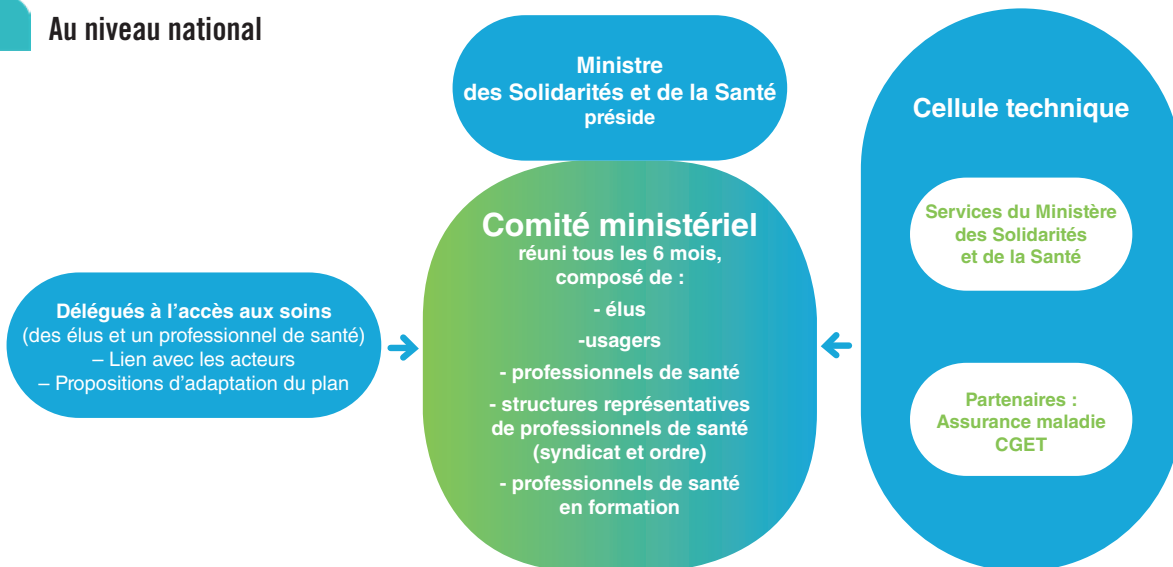 Au niveau national
Ministre
des Solidarités et de la Santé
préside
Comité ministériel
réuni tous les 6 mois,
composé de :
- élus
-usagers
- professionnels de santé
- structures représentatives
de professionnels de santé
(syndicat et ordre)
- professionnels de santé
en formation
Délégués à l'accès aux soins
(des élus et un professionnel de santé)
– Lien avec les acteurs
– Propositions d'adaptation du plan
Cellule technique
Services du Ministère
des Solidarités
et de la Santé
Partenaires :
Assurance maladie
CGET